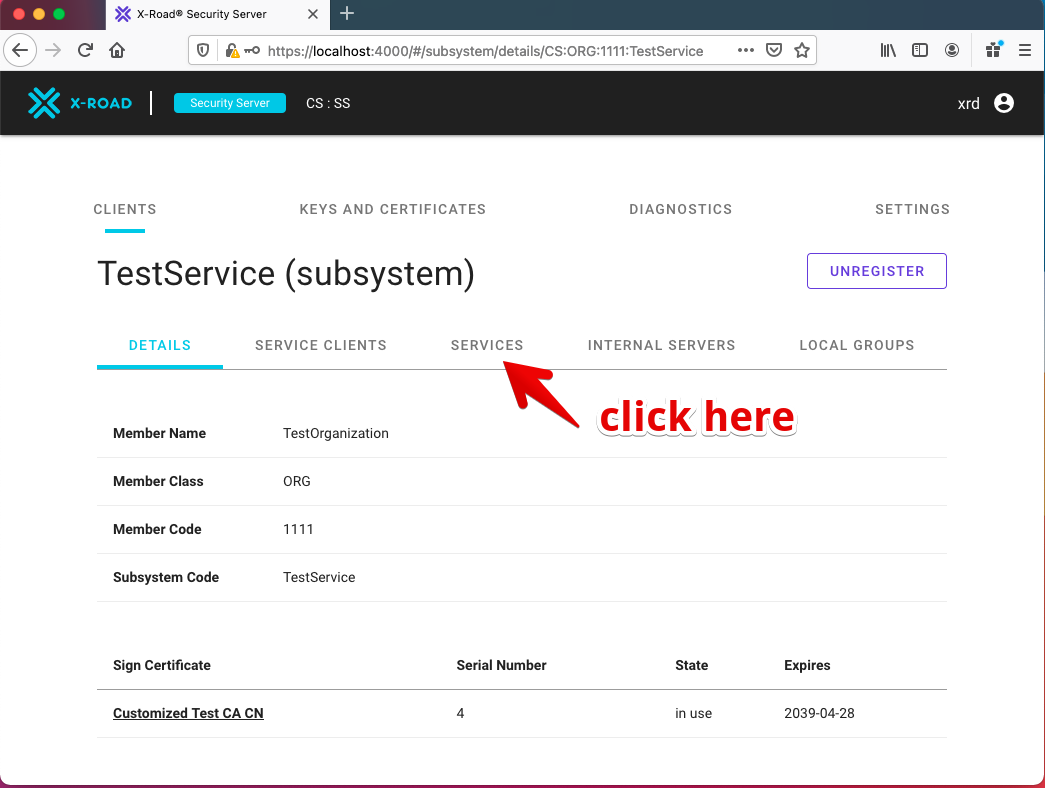 X-Road® Security Server
https://localhost:4000/#/subsystem/details/CS:ORG:1111:TestService
X-ROAD Security Server CS : SS xrd
CLIENTS KEYS AND CERTIFICATES DIAGNOSTICS SETTINGS
TestService (subsystem) UNREGISTER
DETAILS SERVICE CLIENTS SERVICES INTERNAL SERVERS LOCAL GROUPS
click here
Member Name TestOrganization
Member Class ORG
Member Code 1111
Subsystem Code TestService
Sign Certificate Serial Number State Expires
Customized Test CA CN 4 in use 2039-04-28